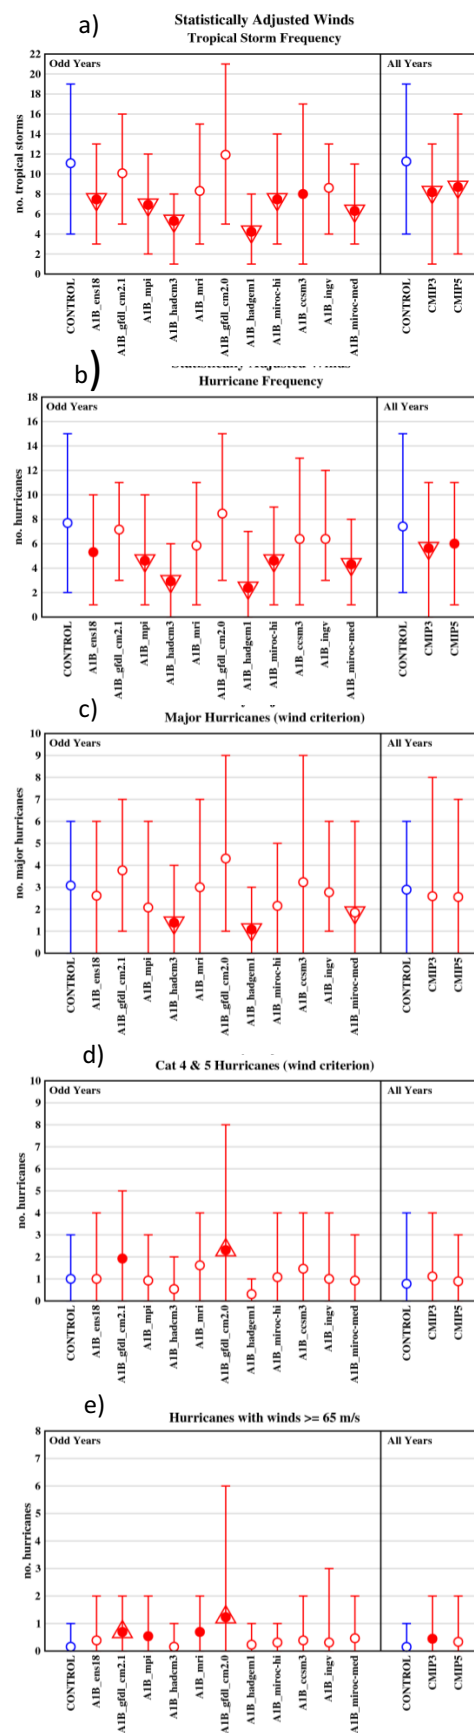 a)
Statistically Adjusted Winds
Tropical Storm Frequency
Odd Years
All Years
22
20
18
16
14
12
10
8
6
4
2
0
no. tropical storms
CONTROL
A1B_ens18
A1B_gfdl_cm2.1
A1B_mpi
A1B_hadcm3
A1B_mri
A1B_gfdl_cm2.0
A1B_hadgem1
A1B_miroc-hi
A1B_ccsm3
A1B_ingv
A1B_miroc-med
CONTROL
CMIP3
CMIP5
b)
Statistically Adjusted Winds
Hurricane Frequency
Odd Years
All Years
18
16
14
12
10
8
6
4
2
0
no. hurricanes
CONTROL
A1B_ens18
A1B_gfdl_cm2.1
A1B_mpi
A1B_hadcm3
A1B_mri
A1B_gfdl_cm2.0
A1B_hadgem1
A1B_miroc-hi
A1B_ccsm3
A1B_ingv
A1B_miroc-med
CONTROL
CMIP3
CMIP5
c)
Major Hurricanes (wind criterion)
Odd Years
All Years
10
9
8
7
6
5
4
3
2
1
0
no. major hurricanes
CONTROL
A1B_ens18
A1B_gfdl_cm2.1
A1B_mpi
A1B_hadcm3
A1B_mri
A1B_gfdl_cm2.0
A1B_hadgem1
A1B_miroc-hi
A1B_ccsm3
A1B_ingv
A1B_miroc-med
CONTROL
CMIP3
CMIP5
d)
Cat 4 & 5 Hurricanes (wind criterion)
Odd Years
All Years
10
9
8
7
6
5
4
3
2
1
0
no. hurricanes
CONTROL
A1B_ens18
A1B_gfdl_cm2.1
A1B_mpi
A1B_hadcm3
A1B_mri
A1B_gfdl_cm2.0
A1B_hadgem1
A1B_miroc-hi
A1B_ccsm3
A1B_ingv
A1B_miroc-med
CONTROL
CMIP3
CMIP5
e)
Hurricanes with winds >= 65 m/s
Odd Years
All Years
8
7
6
5
4
3
2
1
0
no. hurricanes
CONTROL
A1B_ens18
A1B_gfdl_cm2.1
A1B_mpi
A1B_hadcm3
A1B_mri
A1B_gfdl_cm2.0
A1B_hadgem1
A1B_miroc-hi
A1B_ccsm3
A1B_ingv
A1B_miroc-med
CONTROL
CMIP3
CMIP5